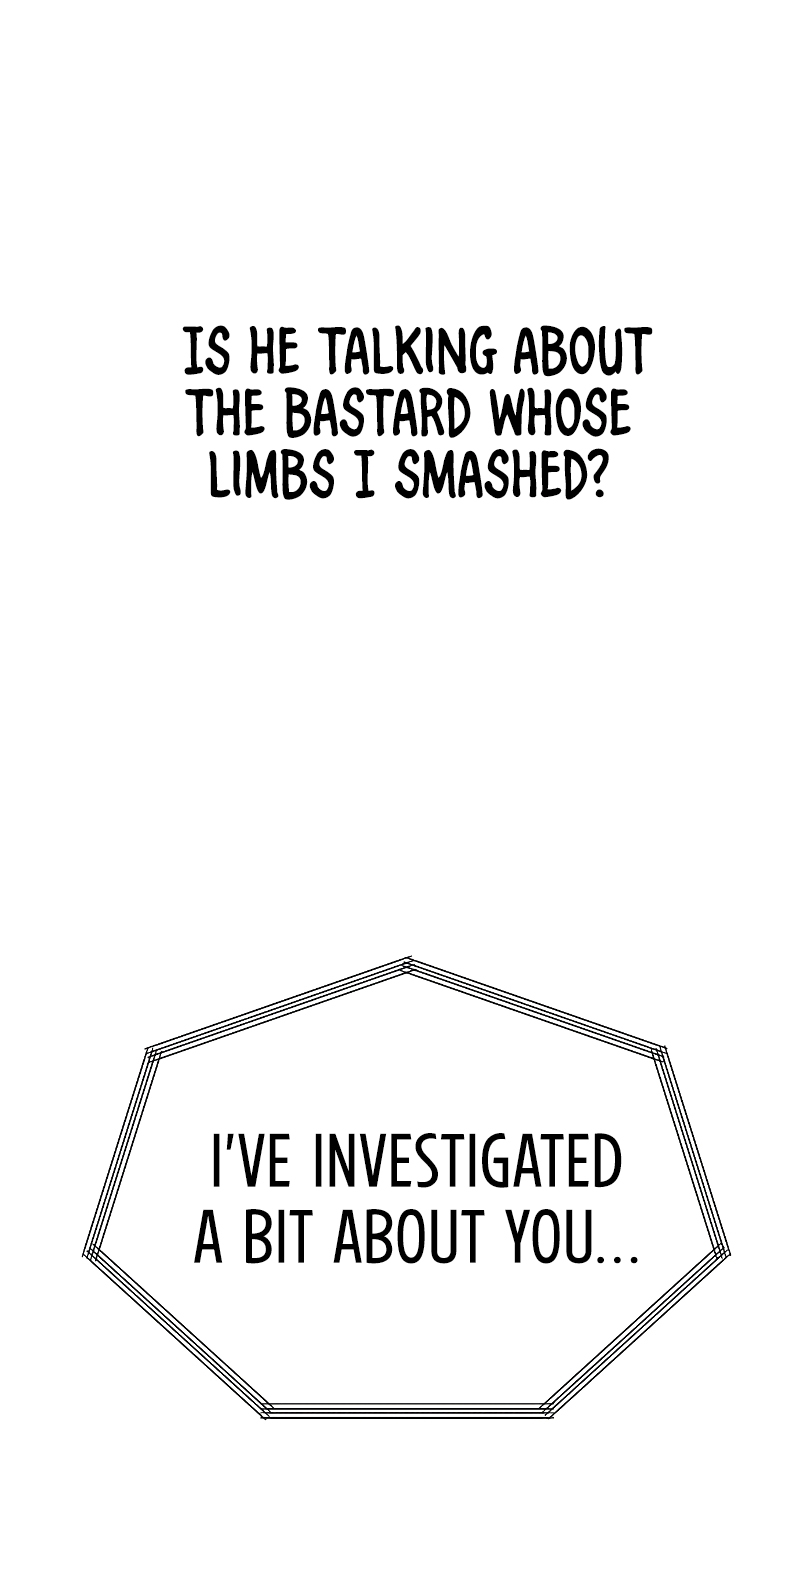 IS HE TALKING ABOUT
THE BASTARD WHOSE
LIMBS I SMASHED?
I'VE INVESTIGATED
A BIT ABOUT YOU...